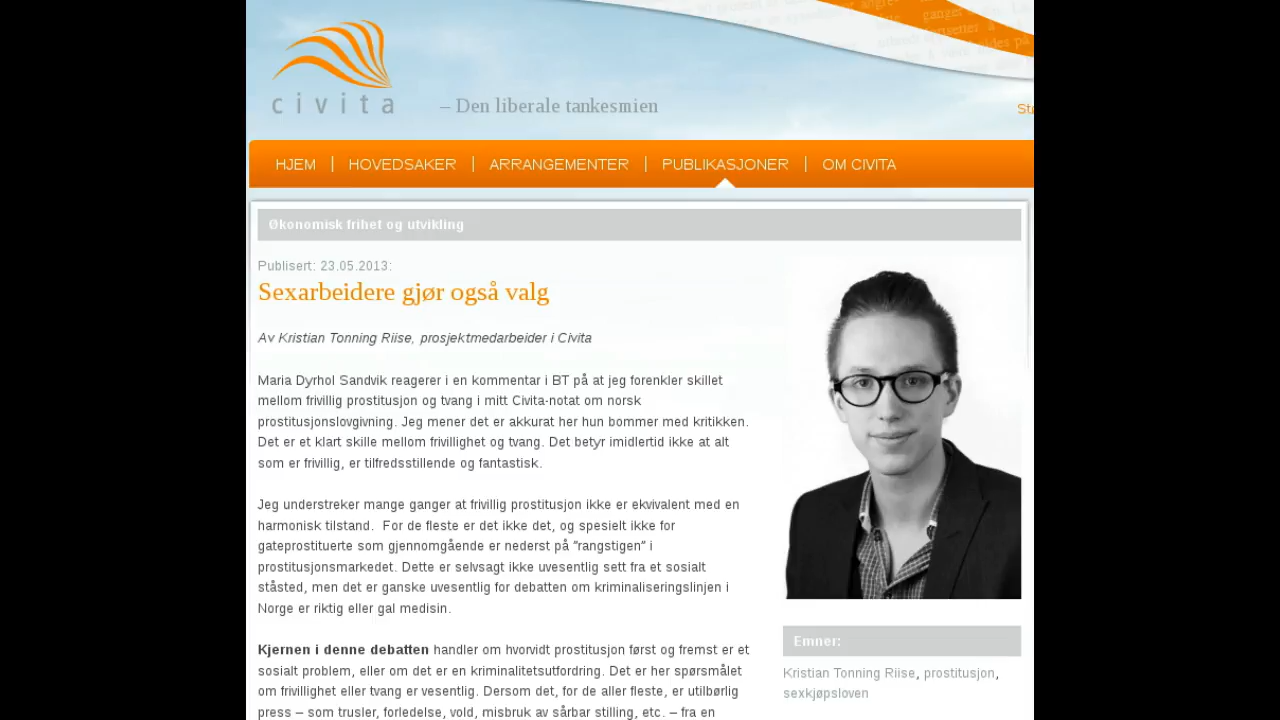 civita
– Den liberale tankesmien
HJEM
HOVEDSAKER
ARRANGEMENTER
PUBLIKASJONER
OM CIVITA
Økonomisk frihet og utvikling
Publisert: 23.05.2013:
Sexarbeidere gjør også valg
Av Kristian Tonning Riise, prosjektmedarbeider i Civita
Maria Dyrhol Sandvik reagerer i en kommentar i BT på at jeg forenkler skillet
mellom frivillig prostitusjon og tvang i mitt Civita-notat om norsk
prostitusjonslovgivning. Jeg mener det er akkurat her hun bommer med kritikken.
Det er et klart skille mellom frivillighet og tvang. Det betyr imidlertid ikke at alt
som er frivillig, er tilfredsstillende og fantastisk.
Jeg understreker mange ganger at frivillig prostitusjon ikke er ekvivalent med en
harmonisk tilstand.  For de fleste er det ikke det, og spesielt ikke for
gateprostituerte som gjennomgående er nederst på "rangstigen" i
prostitusjonsmarkedet. Dette er selvsagt ikke uvesentlig sett fra et sosialt
ståsted, men det er ganske uvesentlig for debatten om kriminaliseringslinjen i
Norge er riktig eller gal medisin.
Kjernen i denne debatten handler om hvorvidt prostitusjon først og fremst er et
sosialt problem, eller om det er en kriminalitetsutfordring. Det er her spørsmålet
om frivillighet eller tvang er vesentlig. Dersom det, for de aller fleste, er utilbørlig
press – som trusler, forledelse, vold, misbruk av sårbar stilling, etc. – fra en
Emner:
Kristian Tonning Riise, prostitusjon,
sexkjøpsloven